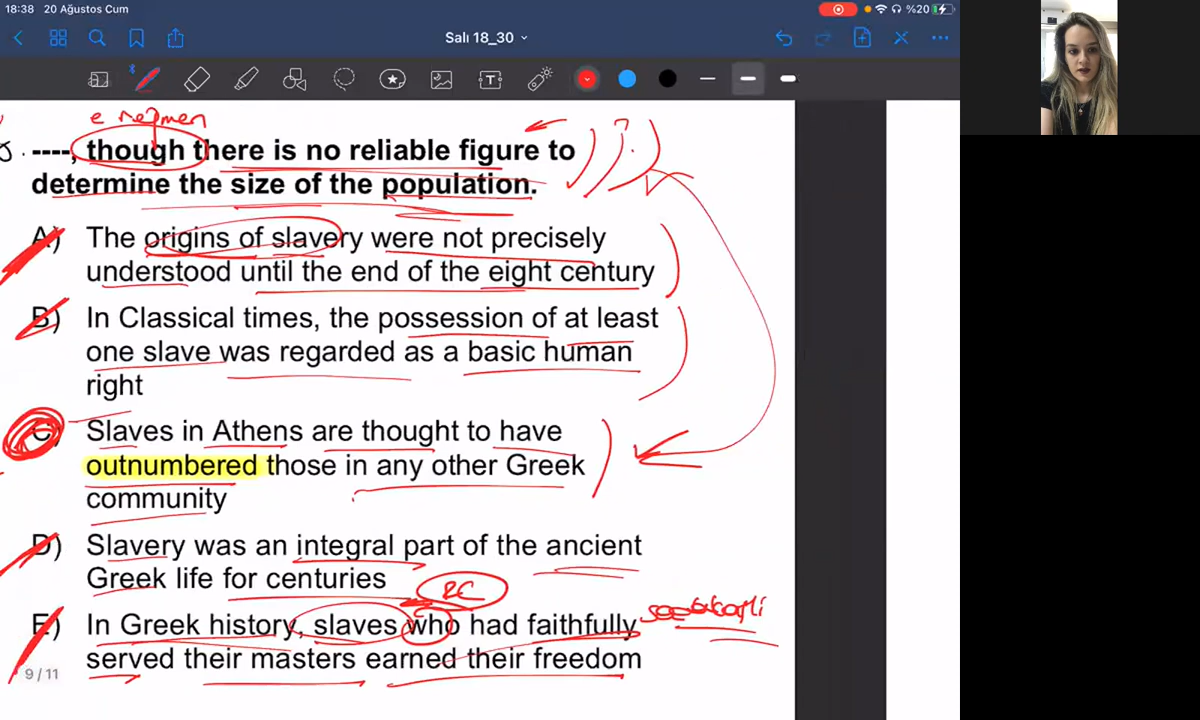 18:38 20 Ağustos Cum
%20
Salı 18_30
e rağmen
----, though there is no reliable figure to
determine the size of the population.
A) The origins of slavery were not precisely
understood until the end of the eight century
B) In Classical times, the possession of at least
one slave was regarded as a basic human
right
C) Slaves in Athens are thought to have
outnumbered those in any other Greek
community
D) Slavery was an integral part of the ancient
Greek life for centuries
RC
E) In Greek history, slaves who had faithfully
served their masters earned their freedom
9 / 11